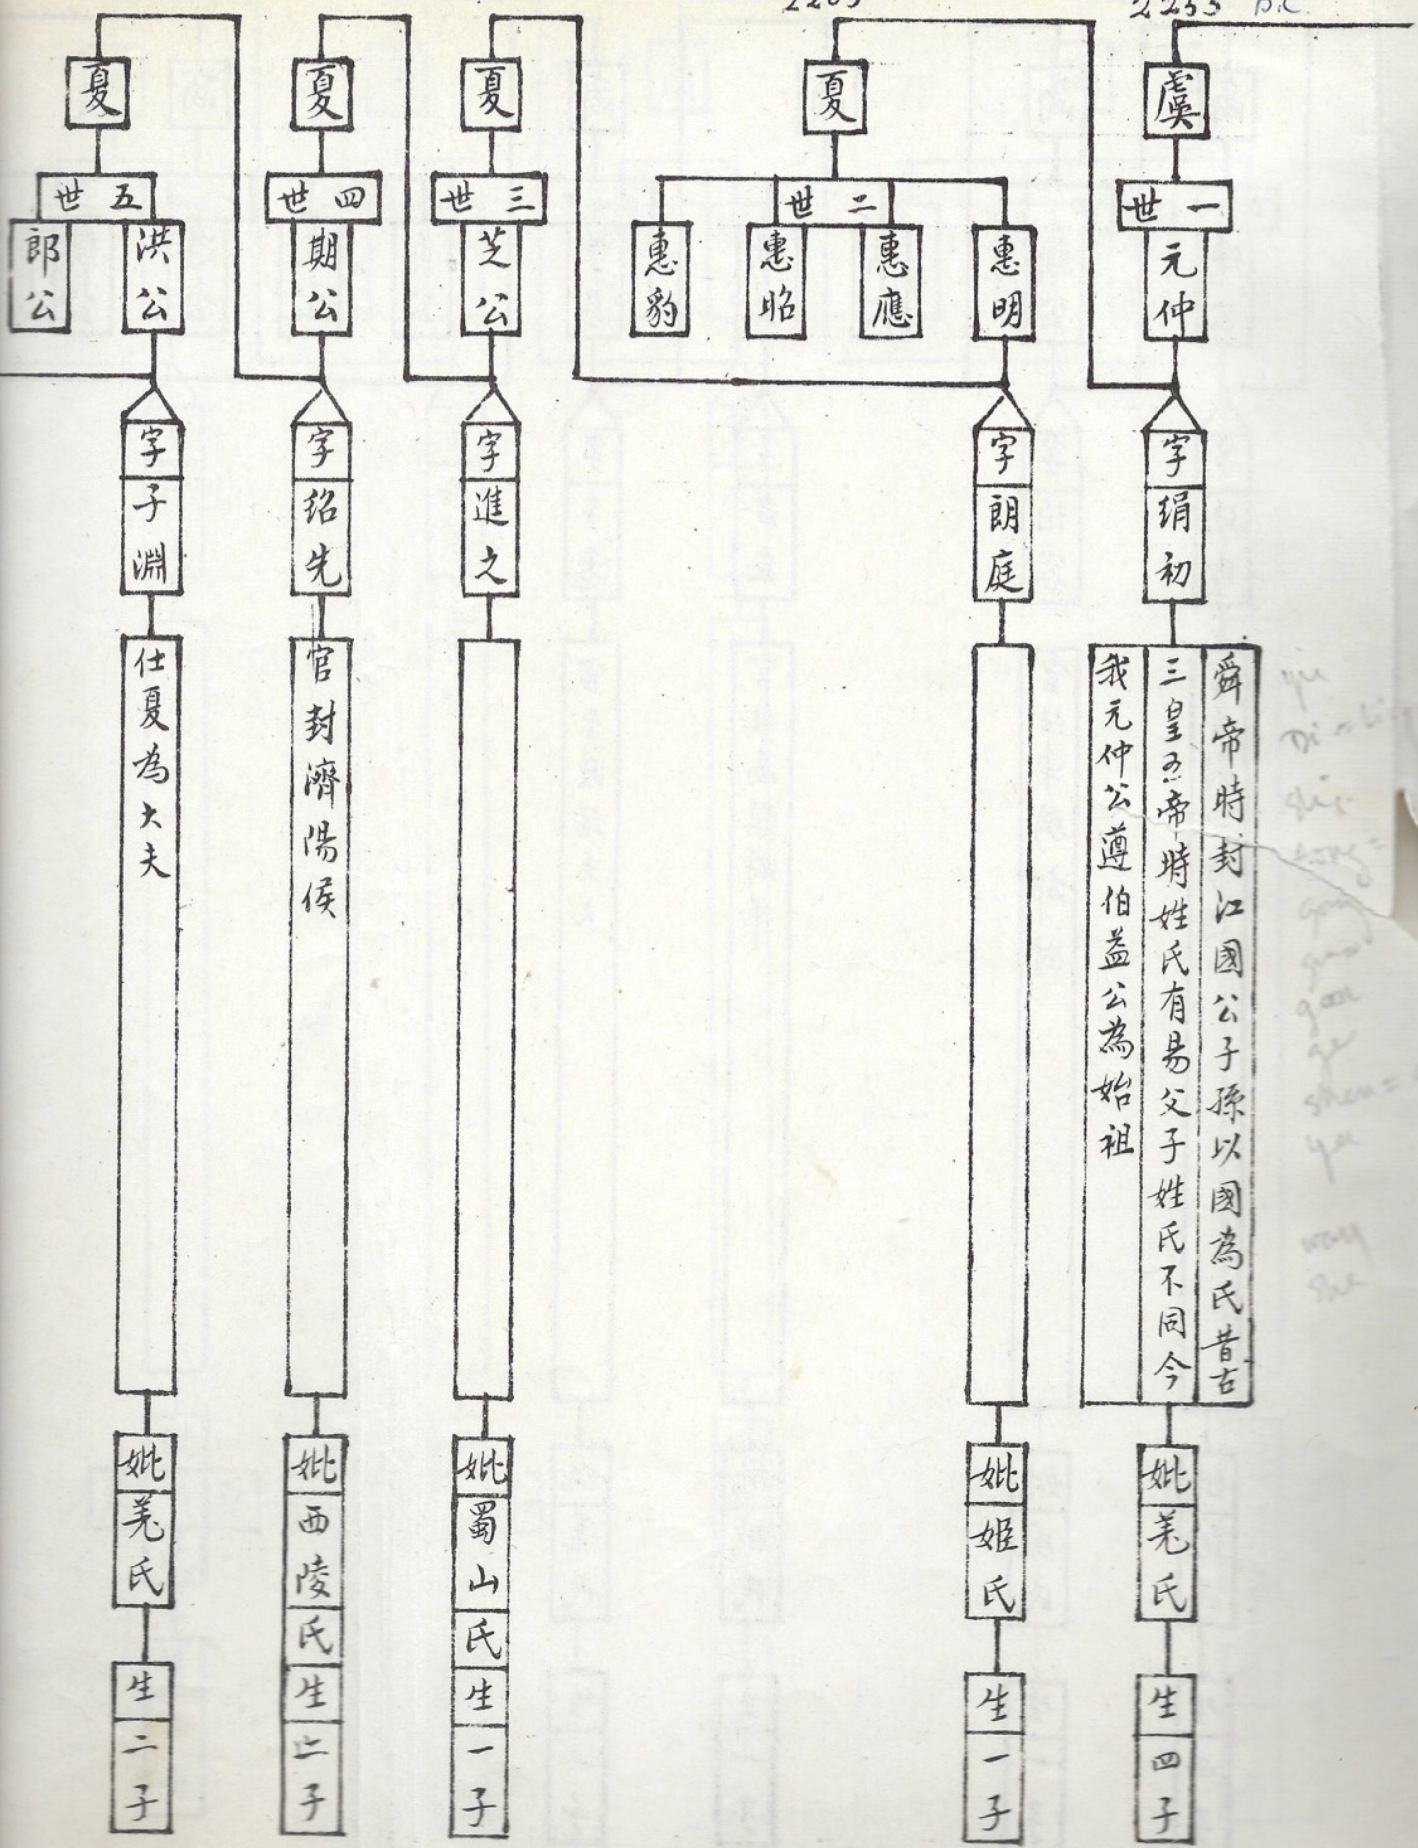 2205
2255 B.C.
虞
一世
元仲
字
绢初
舜帝時封江國公子孫以國為氏昔古
三皇五帝時姓氏有易父子姓氏不同今
我元仲公遵伯益公為始祖
妣
羌氏
生
四子
夏
二世
惠明
惠應
惠昭
惠豹
字
朗庭
妣
姬氏
生
一子
夏
三世
芝公
字
進之
妣
蜀山
氏
生
一子
夏
四世
期公
字
绍先
官封濟陽侯
妣
西陵
氏
生
二子
夏
五世
洪公
郎公
字
子淵
仕夏為大夫
妣
羌氏
生
二子